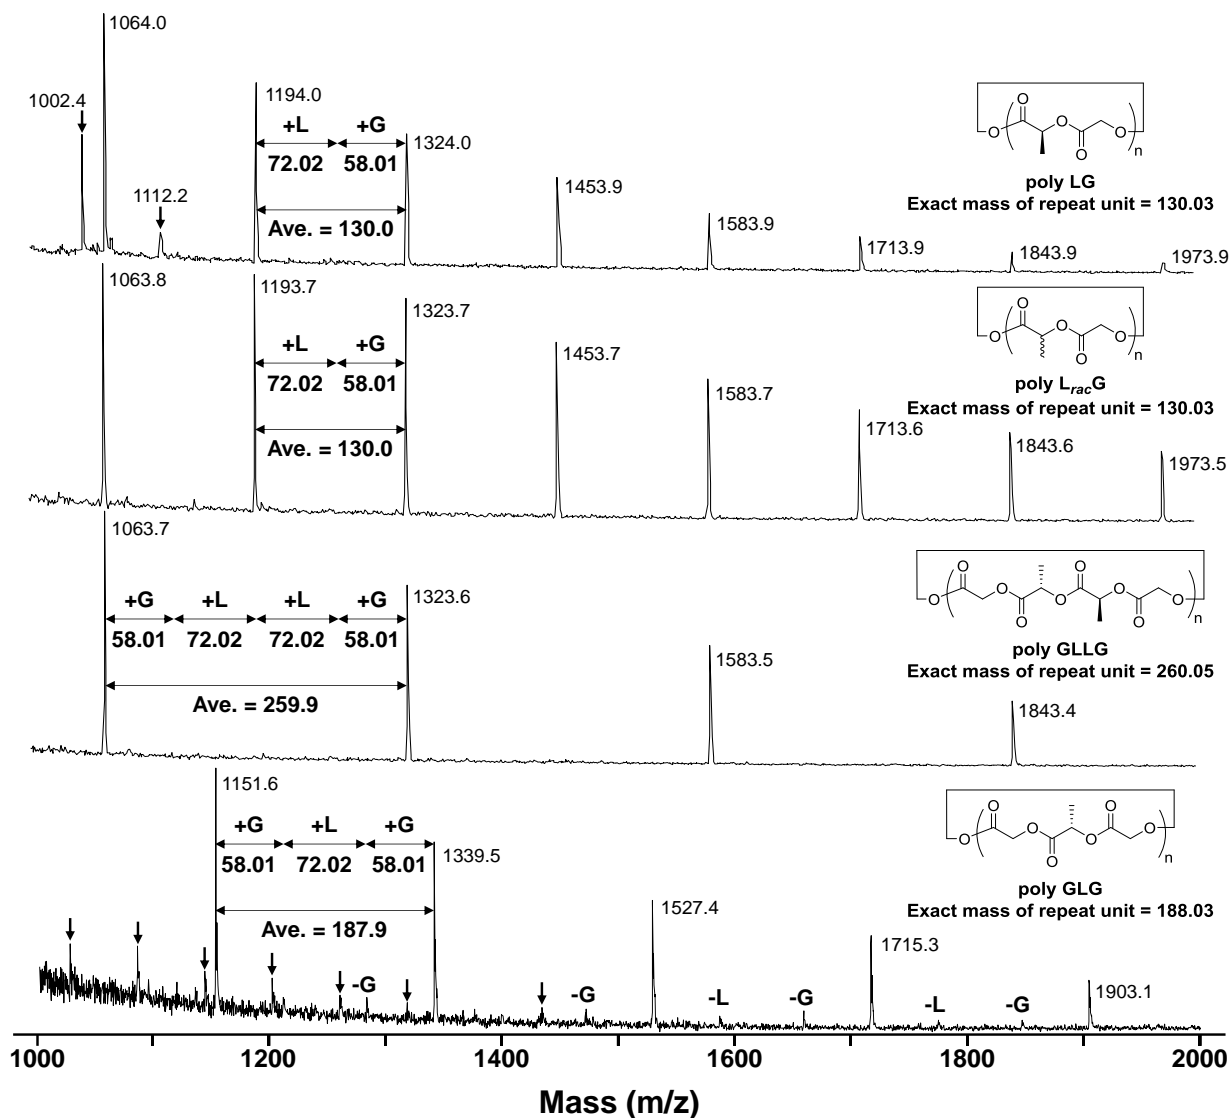 1064.0
1002.4
1112.2
1194.0
+L +G
72.02 58.01
Ave. = 130.0
1324.0
1453.9
1583.9
1713.9
1843.9
1973.9
O
O
O
O
n
poly LG
Exact mass of repeat unit = 130.03
1063.8
1193.7
+L +G
72.02 58.01
Ave. = 130.0
1323.7
1453.7
1583.7
1713.6
1843.6
1973.5
O
O
O
O
O
n
poly LracG
Exact mass of repeat unit = 130.03
1063.7
+G +L +L +G
58.01 72.02 72.02 58.01
Ave. = 259.9
1323.6
1583.5
1843.4
O O
O O O O
O O
n
poly GLLG
Exact mass of repeat unit = 260.05
1151.6
+G +L +G
58.01 72.02 58.01
Ave. = 187.9
1339.5
1527.4
1715.3
1903.1
-G
-G
-L
-G
-L
-G
O O
O O O O
O
n
poly GLG
Exact mass of repeat unit = 188.03
1000 1200 1400 1600 1800 2000
Mass (m/z)